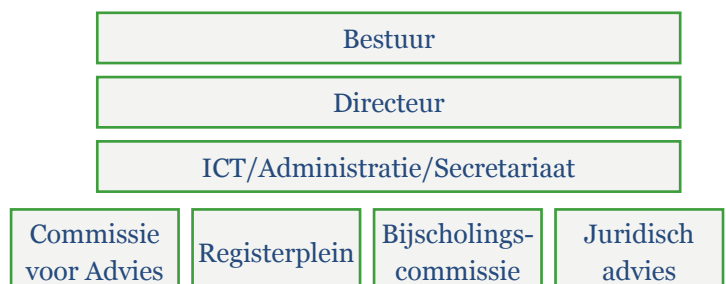 Bestuur
Directeur
ICT/Administratie/Secretariaat
Commissie
voor Advies
Registerplein
Bijscholings-
commissie
Juridisch
advies